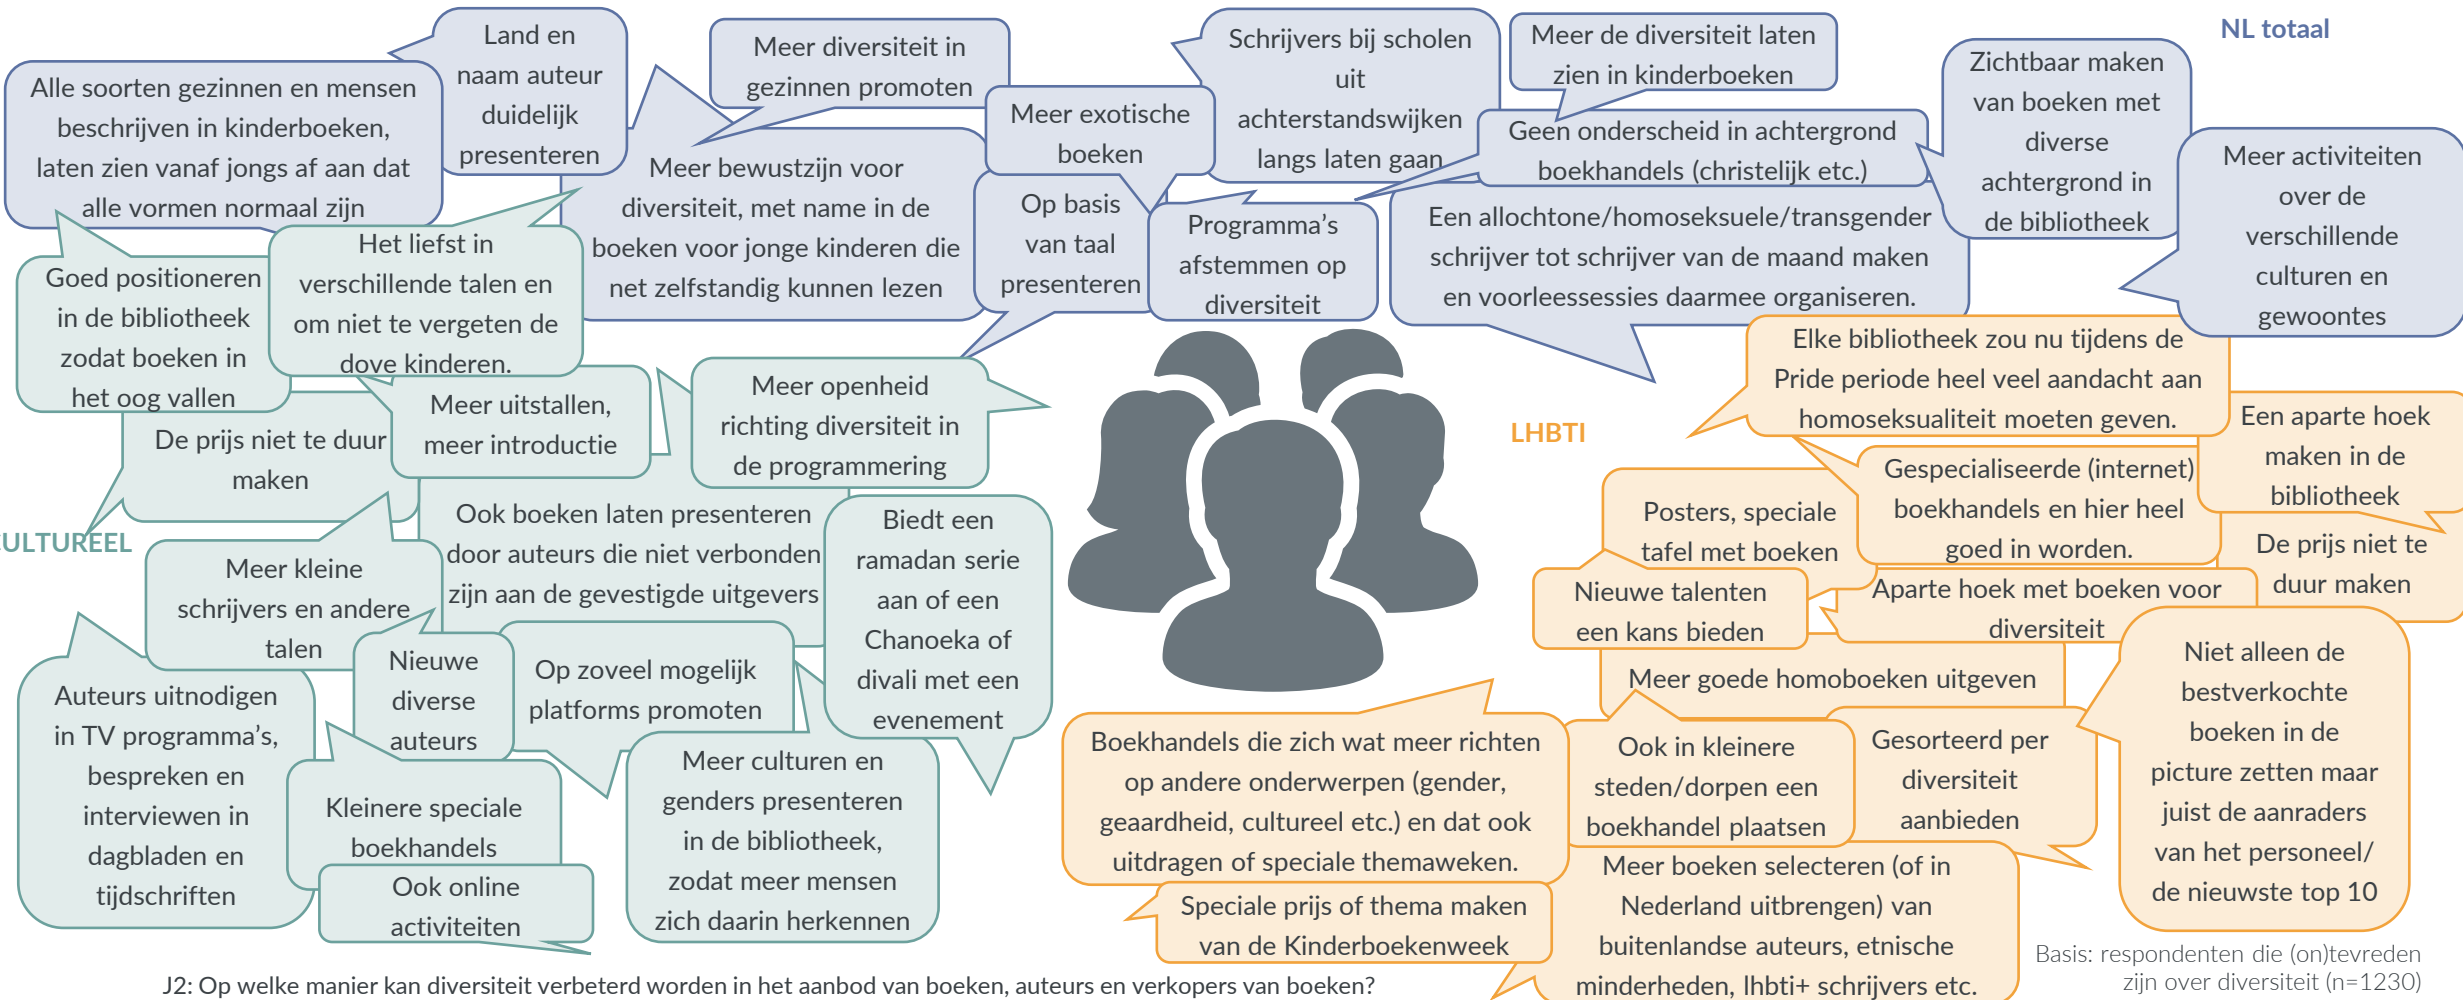 NL totaal
Alle soorten gezinnen en mensen
beschrijven in kinderboeken,
laten zien vanaf jongs af aan dat
alle vormen normaal zijn
Land en
naam auteur
duidelijk
presenteren
Meer diversiteit in
gezinnen promoten
Meer bewustzijn voor
diversiteit, met name in de
boeken voor jonge kinderen die
net zelfstandig kunnen lezen
Meer exotische
boeken
Op basis
van taal
presenteren
Schrijvers bij scholen
uit
achterstandswijken
langs laten gaan
Programma's
afstemmen op
diversiteit
Meer de diversiteit laten
zien in kinderboeken
Geen onderscheid in achtergrond
boekhandels (christelijk etc.)
Een allochtone/homoseksuele/transgender
schrijver tot schrijver van de maand maken
en voorleessessies daarmee organiseren.
Zichtbaar maken
van boeken met
diverse
achtergrond in
de bibliotheek
Meer activiteiten
over de
verschillende
culturen en
gewoontes
Goed positioneren
in de bibliotheek
zodat boeken in
het oog vallen
Het liefst in
verschillende talen en
om niet te vergeten de
dove kinderen.
De prijs niet te duur
maken
Meer uitstallen,
meer introductie
Meer openheid
richting diversiteit in
de programmering
ULTUREEL
Ook boeken laten presenteren
door auteurs die niet verbonden
zijn aan de gevestigde uitgevers
Biedt een
ramadan serie
aan of een
Chanoeka of
divali met een
evenement
Meer kleine
schrijvers en andere
talen
Nieuwe
diverse
auteurs
Op zoveel mogelijk
platforms promoten
Auteurs uitnodigen
in TV programma's,
bespreken en
interviewen in
dagbladen en
tijdschriften
Kleinere speciale
boekhandels
Ook online
activiteiten
Meer culturen en
genders presenteren
in de bibliotheek,
zodat meer mensen
zich daarin herkennen
LHBTI
Elke bibliotheek zou nu tijdens de
Pride periode heel veel aandacht aan
homoseksualiteit moeten geven.
Een aparte hoek
maken in de
bibliotheek
Gespecialiseerde (internet)
boekhandels en hier heel
goed in worden.
Posters, speciale
tafel met boeken
De prijs niet te
duur maken
Nieuwe talenten
een kans bieden
Aparte hoek met boeken voor
diversiteit
Meer goede homoboeken uitgeven
Niet alleen de
bestverkochte
boeken in de
picture zetten maar
juist de aanraders
van het personeel/
de nieuwste top 10
Boekhandels die zich wat meer richten
op andere onderwerpen (gender,
geaardheid, cultureel etc.) en dat ook
uitdragen of speciale themaweken.
Ook in kleinere
steden/dorpen een
boekhandel plaatsen
Gesorteerd per
diversiteit
aanbieden
Speciale prijs of thema maken
van de Kinderboekenweek
Meer boeken selecteren (of in
Nederland uitbrengen) van
buitenlandse auteurs, etnische
minderheden, lhbti+ schrijvers etc.
Basis: respondenten die (on)tevreden
zijn over diversiteit (n=1230)
J2: Op welke manier kan diversiteit verbeterd worden in het aanbod van boeken, auteurs en verkopers van boeken?